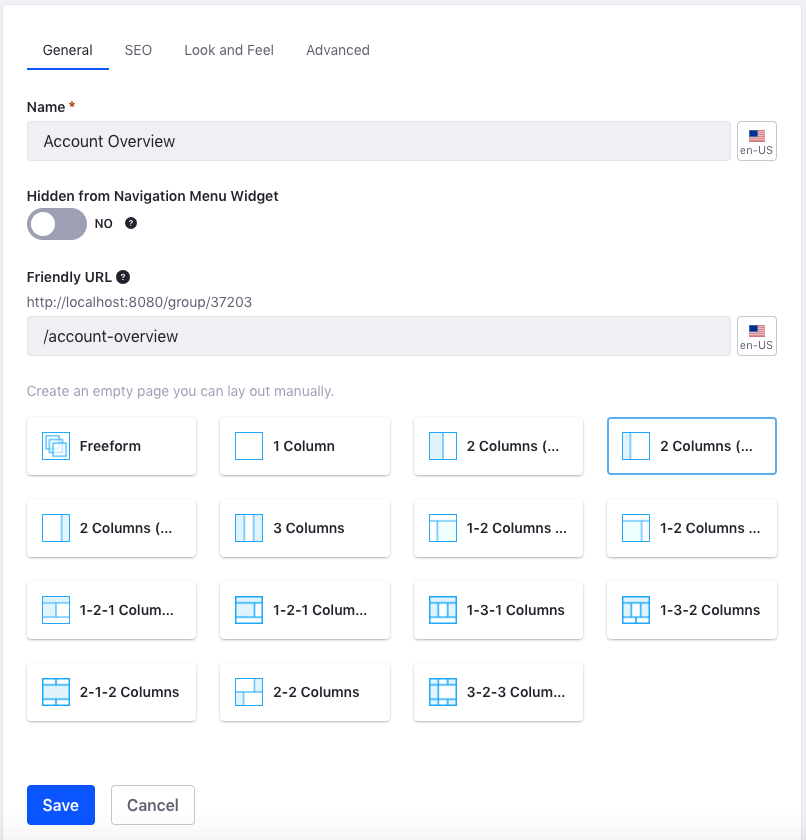 General SEO Look and Feel Advanced
Name *
Account Overview
en-US
Hidden from Navigation Menu Widget
NO ?
Friendly URL ?
http://localhost:8080/group/37203
/account-overview
en-US
Create an empty page you can lay out manually.
Freeform 1 Column 2 Columns (... 2 Columns (...
2 Columns (... 3 Columns 1-2 Columns ... 1-2 Columns ...
1-2-1 Colum... 1-2-1 Colum... 1-3-1 Columns 1-3-2 Columns
2-1-2 Columns 2-2 Columns 3-2-3 Colum...
Save Cancel